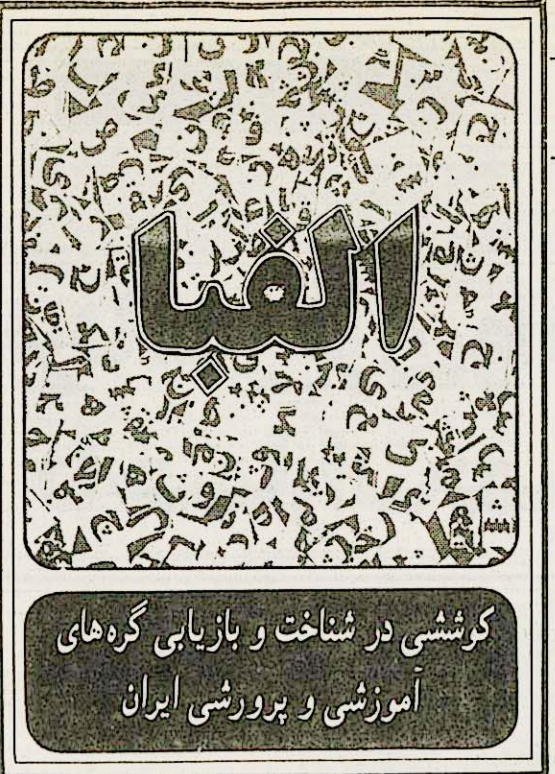 الفبا
کوششی در شناخت و بازیابی گره‌های
آموزشی و پرورشی ایران